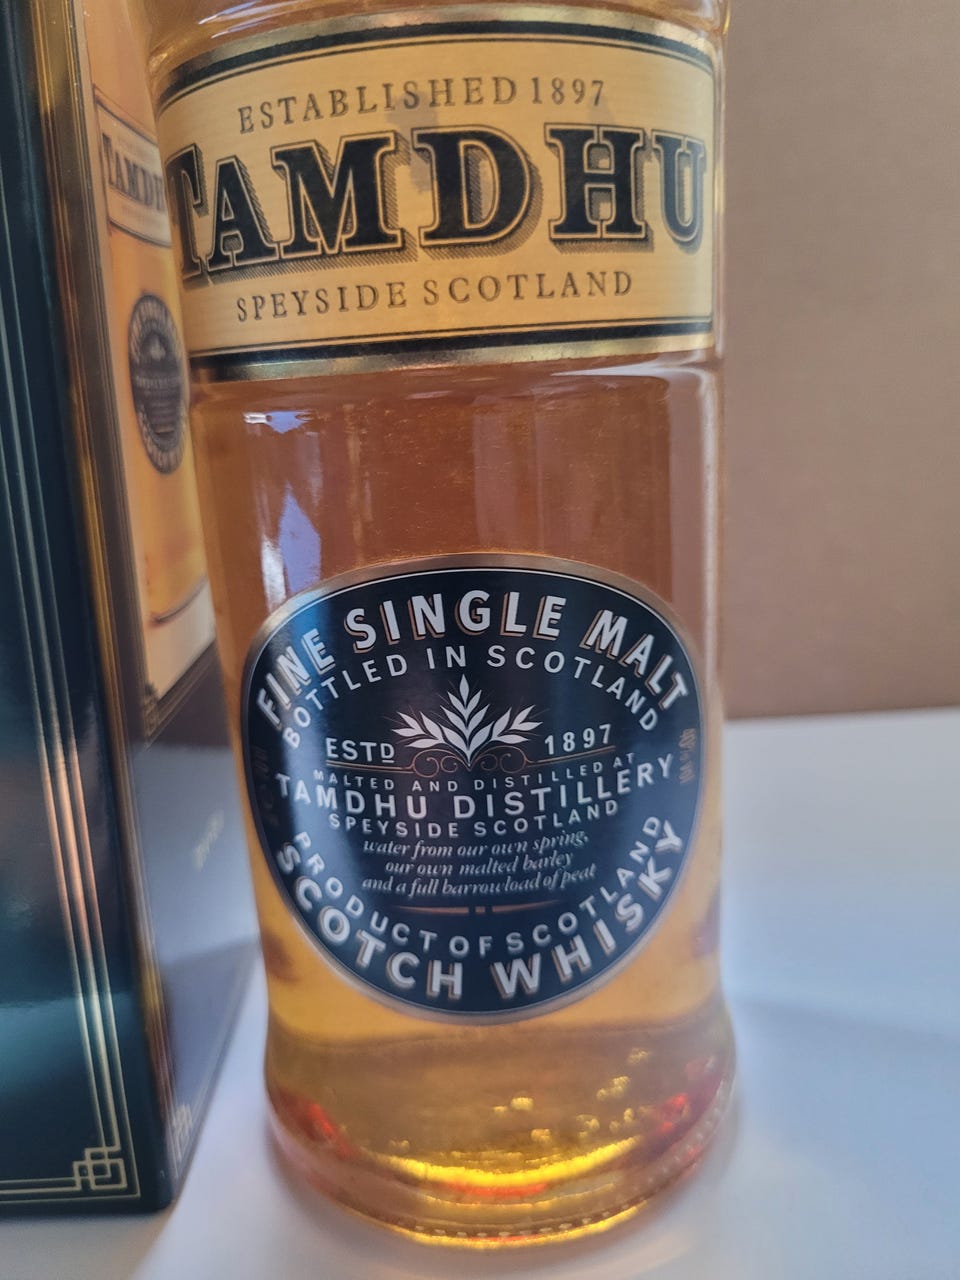 ESTABLISHED 1897
TAMDHU
SPEYSIDE SCOTLAND
FINE SINGLE MALT
BOTTLED IN SCOTLAND
ESTD 1897
MALTED AND DISTILLED AT
TAMDHU DISTILLERY
SPEYSIDE SCOTLAND
water from our own spring,
our own malted barley
and a full barrowload of peat
PRODUCT OF SCOTLAND
SCOTCH WHISKY
TAMDH